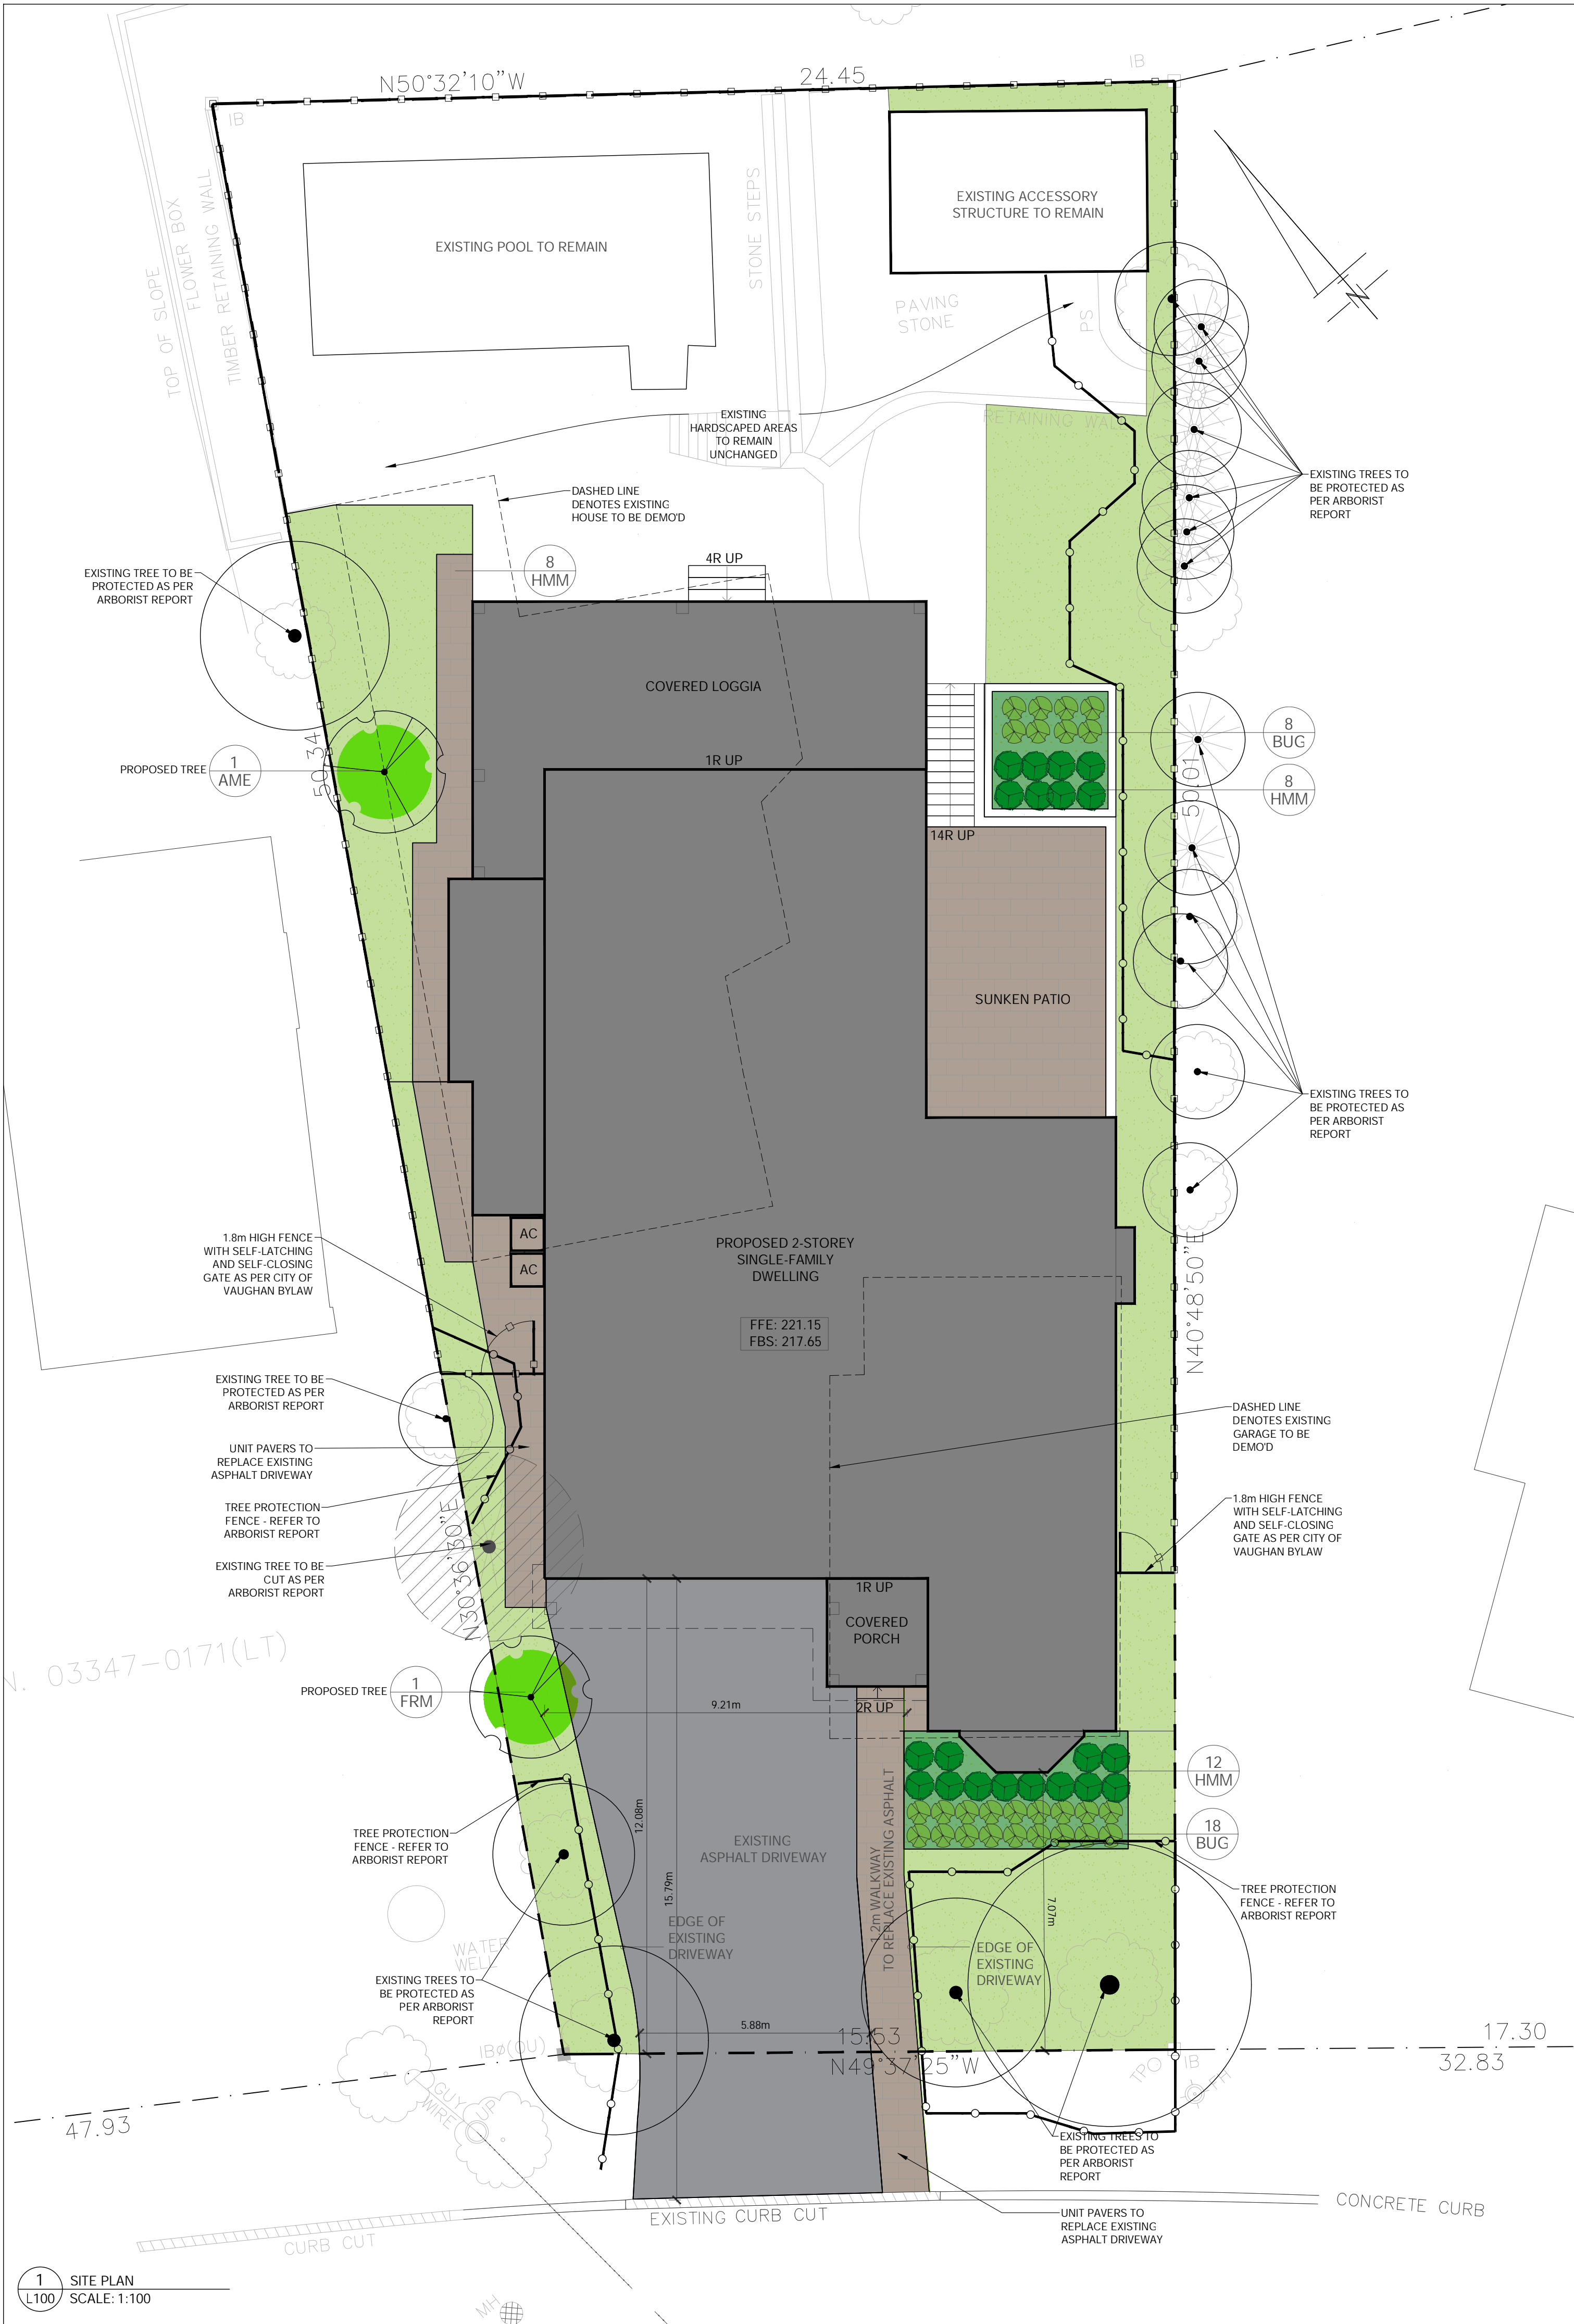 N50°32'10"W
24.45
IB
IB
TOP OF SLOPE
FLOWER BOX
TIMBER RETAINING WALL
STONE STEPS
EXISTING POOL TO REMAIN
EXISTING ACCESSORY
STRUCTURE TO REMAIN
PAVING
STONE
PS
N
EXISTING
HARDSCAPED AREAS
TO REMAIN
UNCHANGED
RETAINING WALL
DASHED LINE
DENOTES EXISTING
HOUSE TO BE DEMO'D
EXISTING TREES TO
BE PROTECTED AS
PER ARBORIST
REPORT
8
HMM
4R UP
EXISTING TREE TO BE
PROTECTED AS PER
ARBORIST REPORT
COVERED LOGGIA
1R UP
PROPOSED TREE
1
AME
50.34
8
BUG
8
HMM
50.01
14R UP
SUNKEN PATIO
EXISTING TREES TO
BE PROTECTED AS
PER ARBORIST
REPORT
AC
AC
1.8m HIGH FENCE
WITH SELF-LATCHING
AND SELF-CLOSING
GATE AS PER CITY OF
VAUGHAN BYLAW
PROPOSED 2-STOREY
SINGLE-FAMILY
DWELLING
FFE: 221.15
FBS: 217.65
N40°48'50"E
EXISTING TREE TO BE
PROTECTED AS PER
ARBORIST REPORT
DASHED LINE
DENOTES EXISTING
GARAGE TO BE
DEMO'D
UNIT PAVERS TO
REPLACE EXISTING
ASPHALT DRIVEWAY
TREE PROTECTION
FENCE - REFER TO
ARBORIST REPORT
1.8m HIGH FENCE
WITH SELF-LATCHING
AND SELF-CLOSING
GATE AS PER CITY OF
VAUGHAN BYLAW
EXISTING TREE TO BE
CUT AS PER
ARBORIST REPORT
N30°36'30"E
N. 03347-0171(LT)
1R UP
COVERED
PORCH
PROPOSED TREE
1
FRM
9.21m
2R UP
12
HMM
18
BUG
TREE PROTECTION
FENCE - REFER TO
ARBORIST REPORT
12.08m
15.79m
EXISTING
ASPHALT DRIVEWAY
1.2m WALKWAY
TO REPLACE EXISTING ASPHALT
7.07m
TREE PROTECTION
FENCE - REFER TO
ARBORIST REPORT
EDGE OF
EXISTING
DRIVEWAY
EDGE OF
EXISTING
DRIVEWAY
WATER
WELL
EXISTING TREES TO
BE PROTECTED AS
PER ARBORIST
REPORT
5.88m
15.53
N49°37'25"W
17.30
32.83
IBø(OU)
TPO
IB
FH
GUY
WIRE
UP
47.93
EXISTING TREES TO
BE PROTECTED AS
PER ARBORIST
REPORT
EXISTING CURB CUT
CONCRETE CURB
CURB CUT
UNIT PAVERS TO
REPLACE EXISTING
ASPHALT DRIVEWAY
MH
1
L100
SITE PLAN
SCALE: 1:100